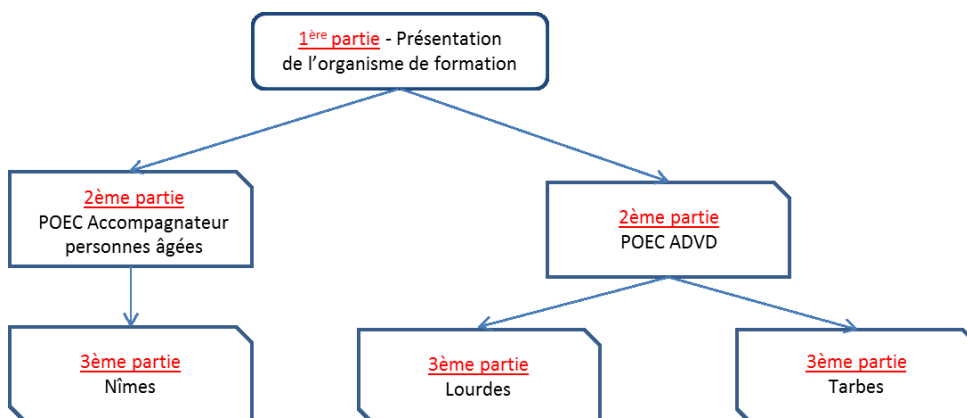 1ère partie - Présentation
de l'organisme de formation
2ème partie
POEC Accompagnateur
personnes âgées
2ème partie
POEC ADVD
3ème partie
Nîmes
3ème partie
Lourdes
3ème partie
Tarbes